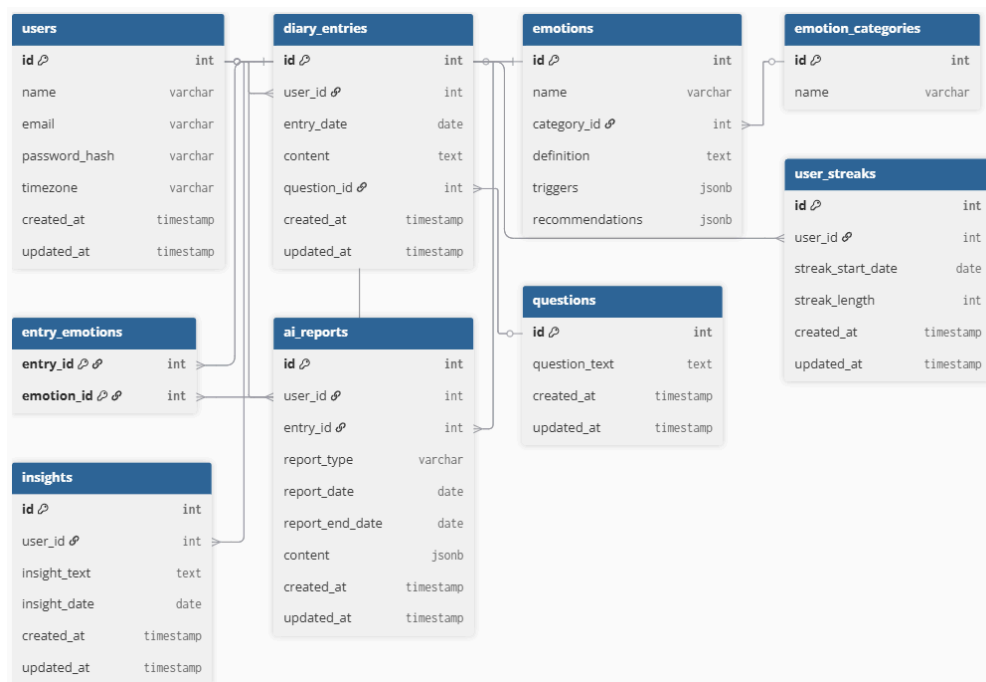 users
id int
name varchar
email varchar
password_hash varchar
timezone varchar
created_at timestamp
updated_at timestamp
diary_entries
id int
user_id int
entry_date date
content text
question_id int
created_at timestamp
updated_at timestamp
emotions
id int
name varchar
category_id int
definition text
triggers jsonb
recommendations jsonb
emotion_categories
id int
name varchar
user_streaks
id int
user_id int
streak_start_date date
streak_length int
created_at timestamp
updated_at timestamp
entry_emotions
entry_id int
emotion_id int
ai_reports
id int
user_id int
entry_id int
report_type varchar
report_date date
report_end_date date
content jsonb
created_at timestamp
updated_at timestamp
questions
id int
question_text text
created_at timestamp
updated_at timestamp
insights
id int
user_id int
insight_text text
insight_date date
created_at timestamp
updated_at timestamp